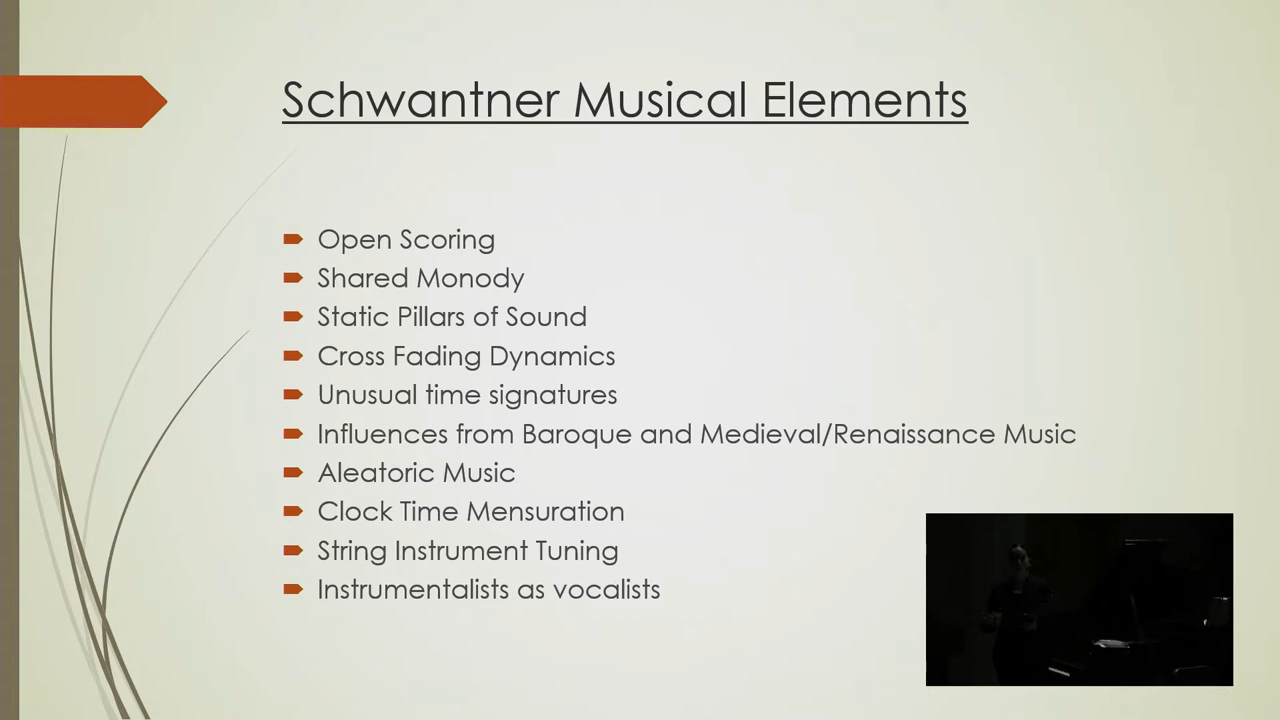 Schwantner Musical Elements
Open Scoring
Shared Monody
Static Pillars of Sound
Cross Fading Dynamics
Unusual time signatures
Influences from Baroque and Medieval/Renaissance Music
Aleatoric Music
Clock Time Mensuration
String Instrument Tuning
Instrumentalists as vocalists